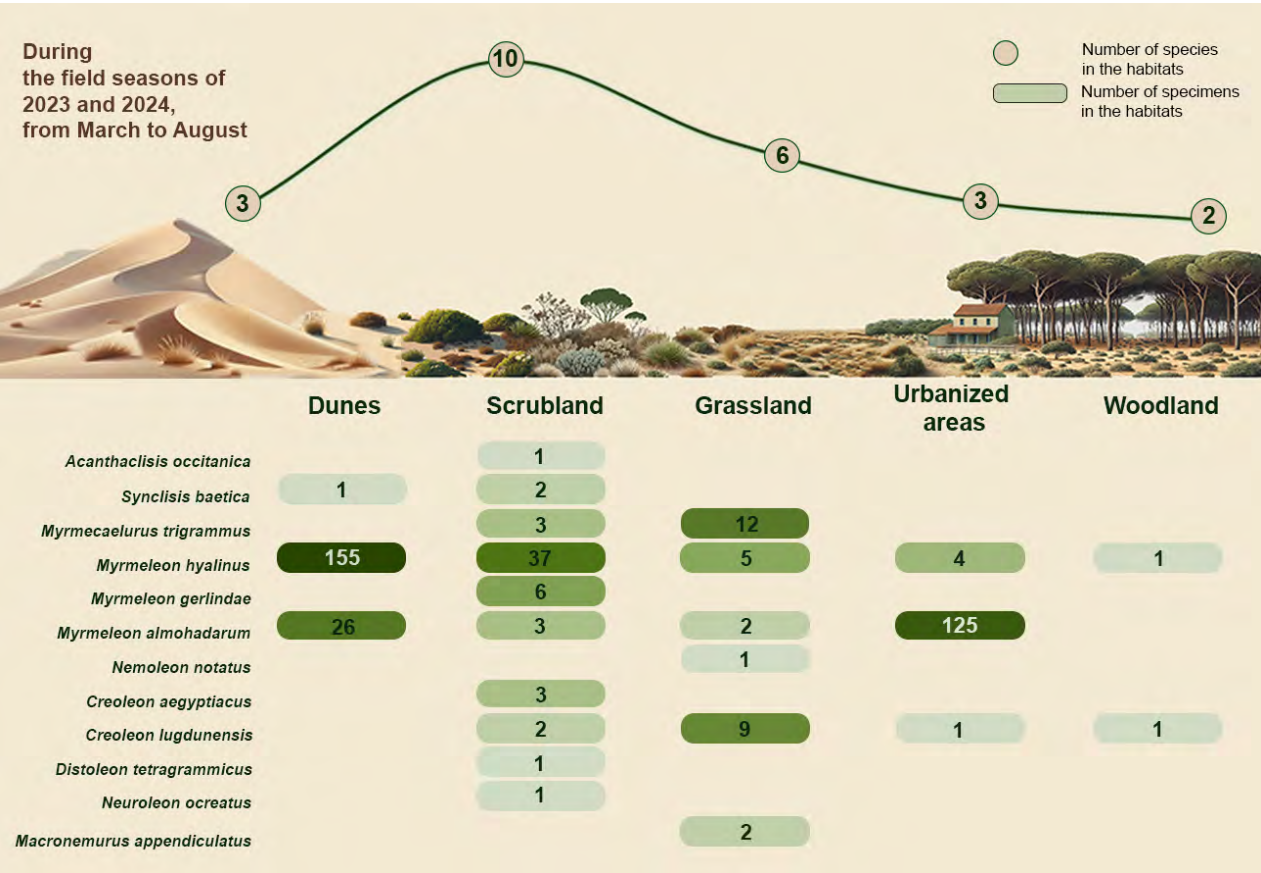 During
the field seasons of
2023 and 2024,
from March to August
10
Number of species
in the habitats
Number of specimens
in the habitats
6
3
3
2
Dunes
Scrubland
Grassland
Urbanized
areas
Woodland
Acanthaclisis occitanica 1
Synclisis baetica 1 2
Myrmecaelurus trigrammus 3 12
Myrmeleon hyalinus 155 37 5 4 1
Myrmeleon gerlindae 6
Myrmeleon almohadarum 26 3 2 125
Nemoleon notatus 1
Creoleon aegyptiacus 3
Creoleon lugdunensis 2 9 1 1
Distoleon tetragrammicus 1
Neuroleon ocreatus 1
Macronemurus appendiculatus 2